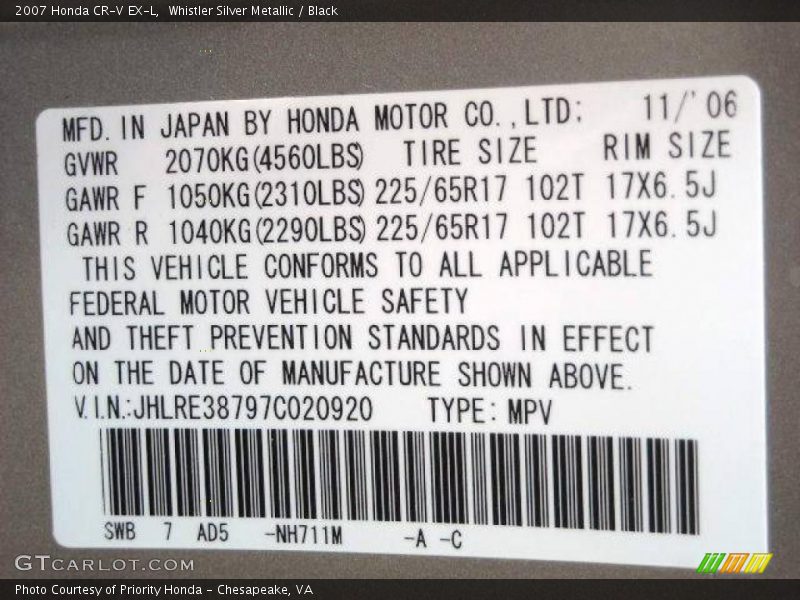 2007 Honda CR-V EX-L,  Whistler Silver Metallic / Black
MFD. IN JAPAN BY HONDA MOTOR CO., LTD: 11/'06
GVWR 2070KG(4560LBS) TIRE SIZE RIM SIZE
GAWR F 1050KG(2310LBS) 225/65R17 102T 17X6.5J
GAWR R 1040KG(2290LBS) 225/65R17 102T 17X6.5J
THIS VEHICLE CONFORMS TO ALL APPLICABLE
FEDERAL MOTOR VEHICLE SAFETY
AND THEFT PREVENTION STANDARDS IN EFFECT
ON THE DATE OF MANUFACTURE SHOWN ABOVE.
V.I.N.:JHLRE38797C020920 TYPE: MPV
SWB 7 AD5 -NH711M -A -C
GTCARLOT.COM
Photo Courtesy of Priority Honda - Chesapeake, VA